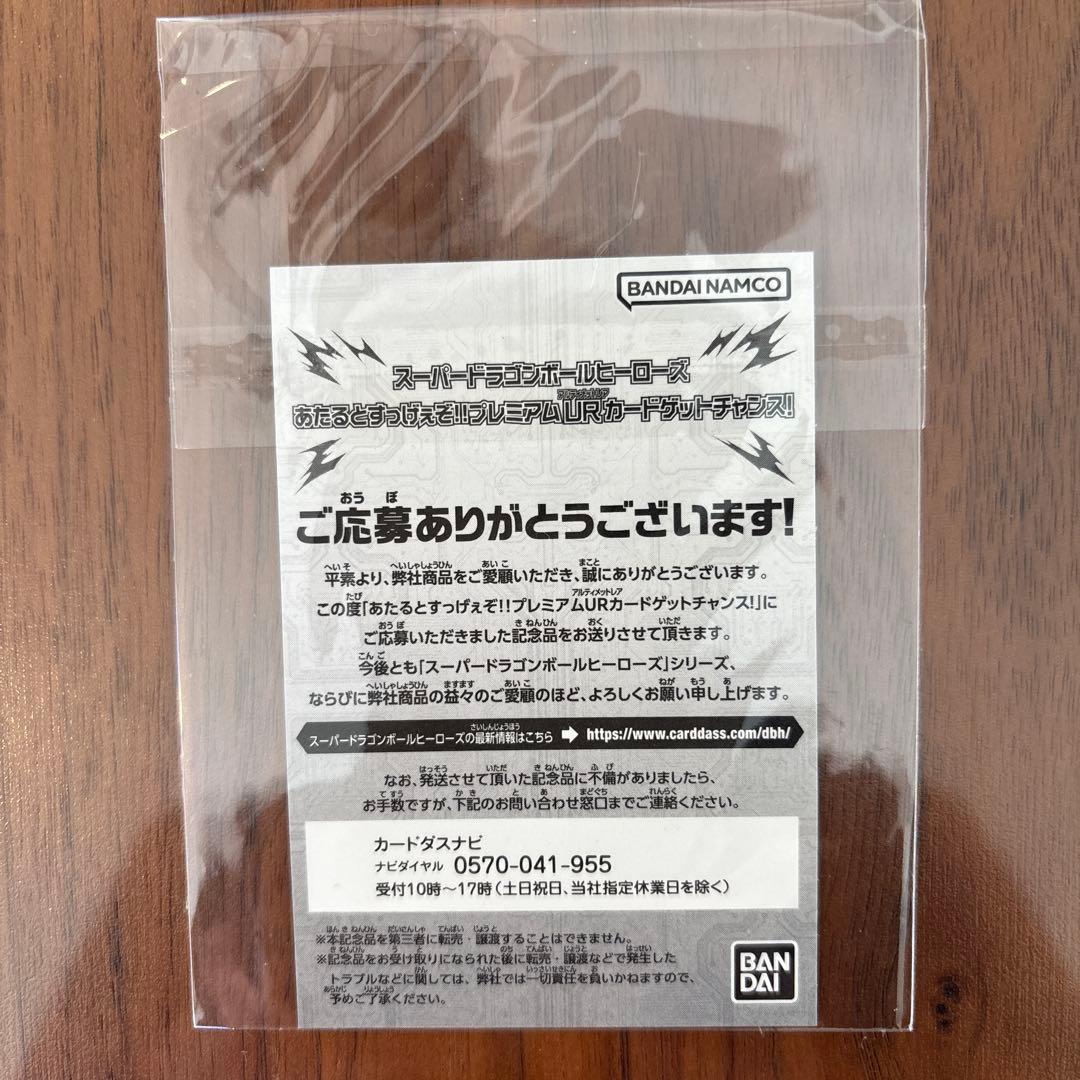 BANDAI NAMCO
スーパードラゴンボールヒーローズ
アルティメットレア
あたるとすっげぇぞ!!プレミアムURカードゲットチャンス!
おうぼ
ご応募ありがとうございます!
へいそ へいしゃしょうひん あいこ まこと
平素より、弊社商品をご愛顧いただき、誠にありがとうございます。
たび アルティメットレア
この度「あたるとすっげぇぞ!!プレミアムURカードゲットチャンス!」に
おうぼ きねんひん おく いただ
ご応募いただきました記念品をお送りさせて頂きます。
こんご
今後とも「スーパードラゴンボールヒーローズ」シリーズ、
へいしゃしょうひん ますます あいこ ねが もう あ
ならびに弊社商品の益々のご愛顧のほど、よろしくお願い申し上げます。
さいしんじょうほう
スーパードラゴンボールヒーローズの最新情報はこちら ➡ https://www.carddass.com/dbh/
はっそう いただ きねんひん ふび
なお、発送させて頂いた記念品に不備がありましたら、
てすう かき と あ まどぐち れんらく
お手数ですが、下記のお問い合わせ窓口までご連絡ください。
カードダスナビ
ナビダイヤル 0570-041-955
受付10時～17時(土日祝日、当社指定休業日を除く)
ほんきねんひん だいさんしゃ てんばい じょうと
※本記念品を第三者に転売・譲渡することはできません。
きねんひん う と のち てんばい じょうと はっせい
※記念品をお受け取りになられた後に転売・譲渡などで発生した
かん へいしゃ いっさいせきにん お
トラブルなどに関しては、弊社では一切責任を負いかねますので、
あらかじ りょうしょう
予めご了承ください。
BAN
DAI